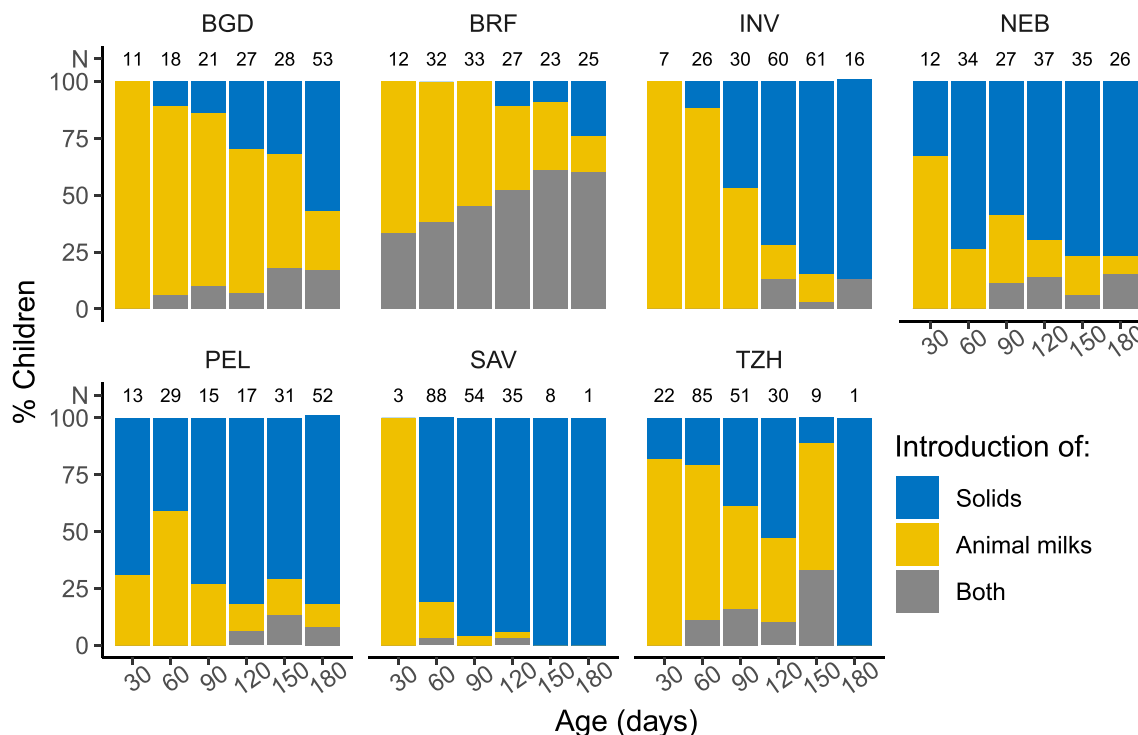 BGD BRF INV NEB
N 11 18 21 27 28 53 12 32 33 27 23 25 7 26 30 60 61 16 12 34 27 37 35 26
100
75
50
25
0
30 60 90 120 150 180
PEL SAV TZH
N 13 29 15 17 31 52 3 88 54 35 8 1 22 85 51 30 9 1
100
75
50
25
0
30 60 90 120 150 180 30 60 90 120 150 180 30 60 90 120 150 180
% Children
Age (days)
Introduction of:
Solids
Animal milks
Both